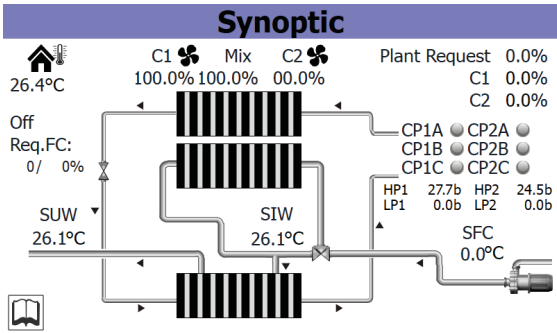 Synoptic
C1 Mix C2 Plant Request 0.0%
26.4°C 100.0% 100.0% 00.0% C1 0.0%
C2 0.0%
Off
Req.FC:
0/ 0%
CP1A CP2A
CP1B CP2B
CP1C CP2C
HP1 27.7b HP2 24.5b
LP1 0.0b LP2 0.0b
SUW SIW SFC
26.1°C 26.1°C 0.0°C